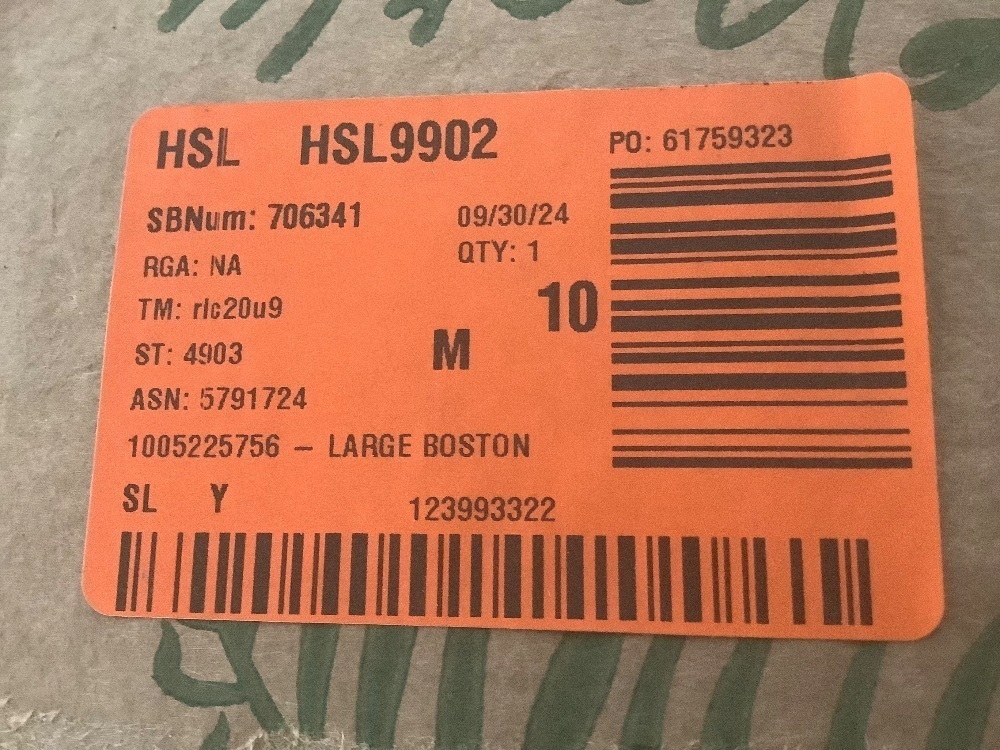 HSL HSL9902
PO: 61759323
SBNum: 706341 09/30/24
RGA: NA QTY: 1
TM: rlc20u9 10
ST: 4903 M
ASN: 5791724
1005225756 – LARGE BOSTON
SL Y 123993322